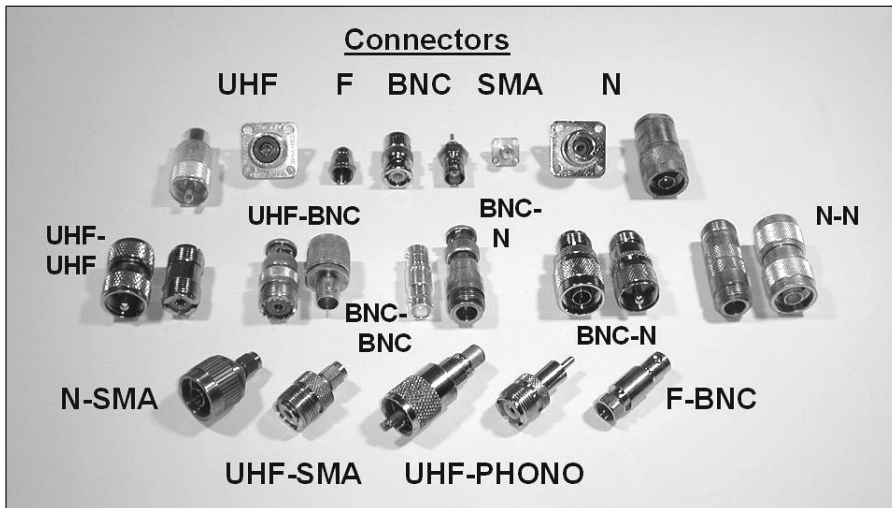 Connectors
UHF F BNC SMA N
UHF-
UHF
UHF-BNC
BNC-
N
N-N
BNC-
BNC
BNC-N
N-SMA
F-BNC
UHF-SMA
UHF-PHONO